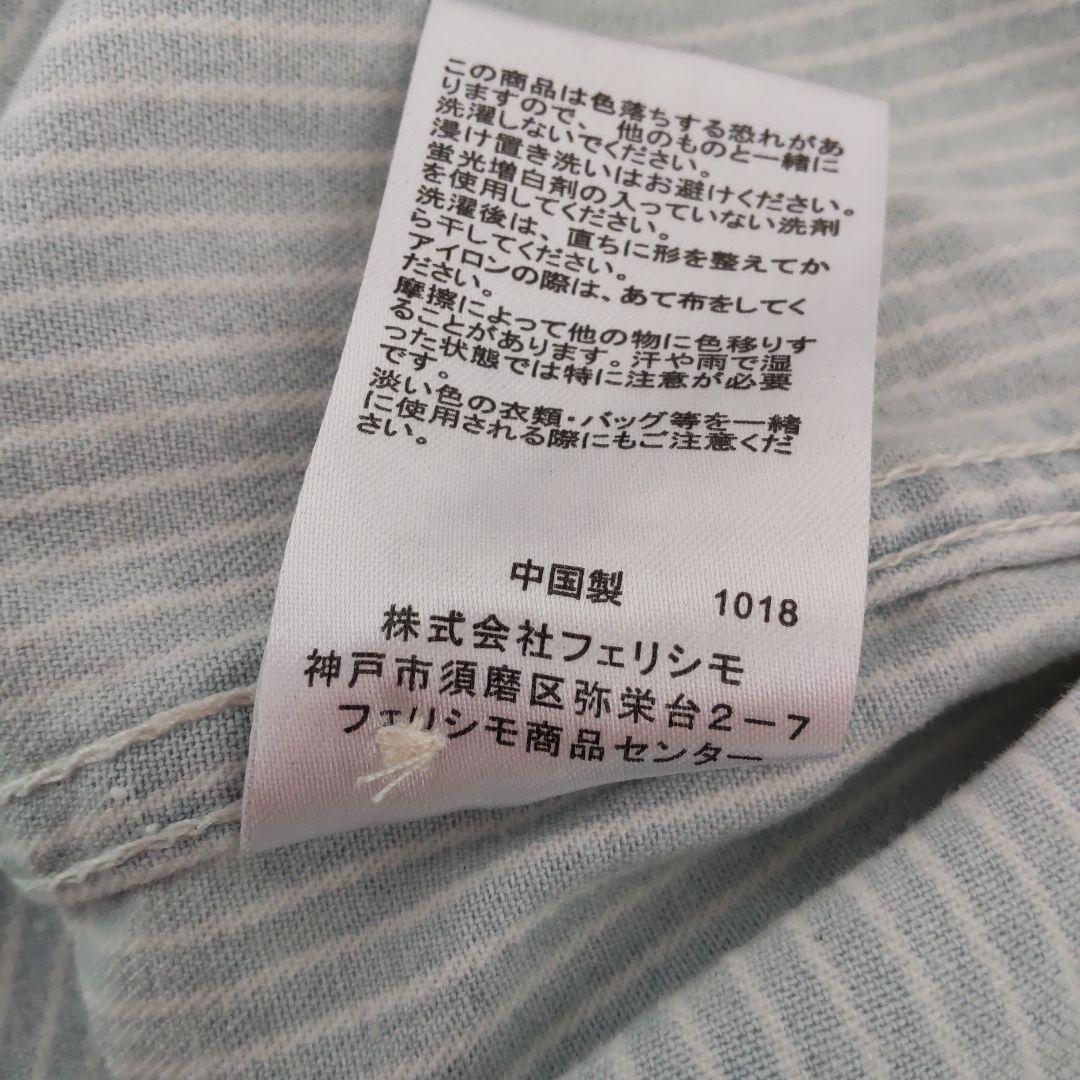 この商品は色落ちする恐れがあ
りますので、他のものと一緒に
洗濯しないでください。
浸け置き洗いはお避けください。
蛍光増白剤の入っていない洗剤
を使用してください。
洗濯後は、直ちに形を整えてか
ら干してください。
アイロンの際は、あて布をしてく
ださい。
摩擦によって他の物に色移りす
ることがあります。汗や雨で湿
った状態では特に注意が必要
です。
淡い色の衣類・バッグ等を一緒
に使用される際にもご注意くだ
さい。
中国製 1018
株式会社フェリシモ
神戸市須磨区弥栄台2-7
フェリシモ商品センター